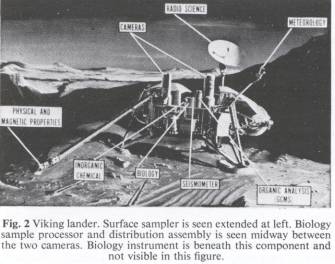 RADIO SCIENCE
CAMERAS
METEOROLOGY
PHYSICAL AND
MAGNETIC PROPERTIES
INORGANIC
CHEMICAL
BIOLOGY
SEISMOMETER
ORGANIC ANALYSIS
(GCMS)
Fig. 2 Viking lander. Surface sampler is seen extended at left. Biology
sample processor and distribution assembly is seen midway between
the two cameras. Biology instrument is beneath this component and
not visible in this figure.